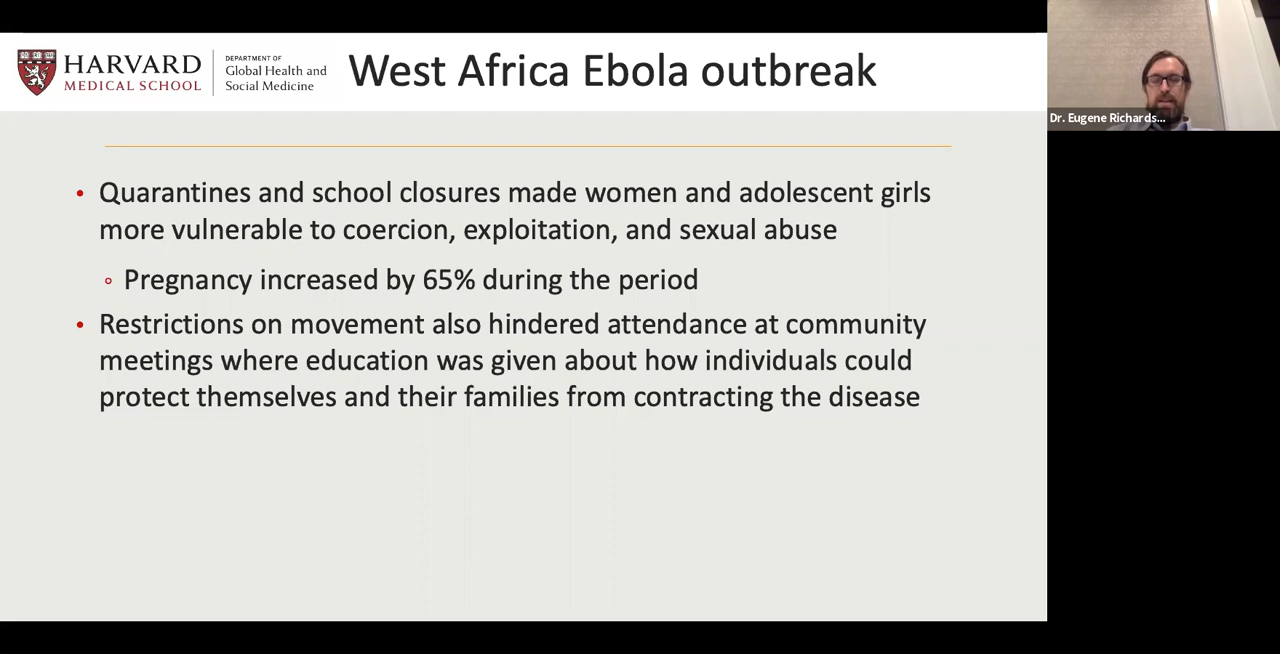 HARVARD
MEDICAL SCHOOL
DEPARTMENT OF
Global Health and
Social Medicine
West Africa Ebola outbreak
Dr. Eugene Richards...
• Quarantines and school closures made women and adolescent girls
more vulnerable to coercion, exploitation, and sexual abuse
◦ Pregnancy increased by 65% during the period
• Restrictions on movement also hindered attendance at community
meetings where education was given about how individuals could
protect themselves and their families from contracting the disease